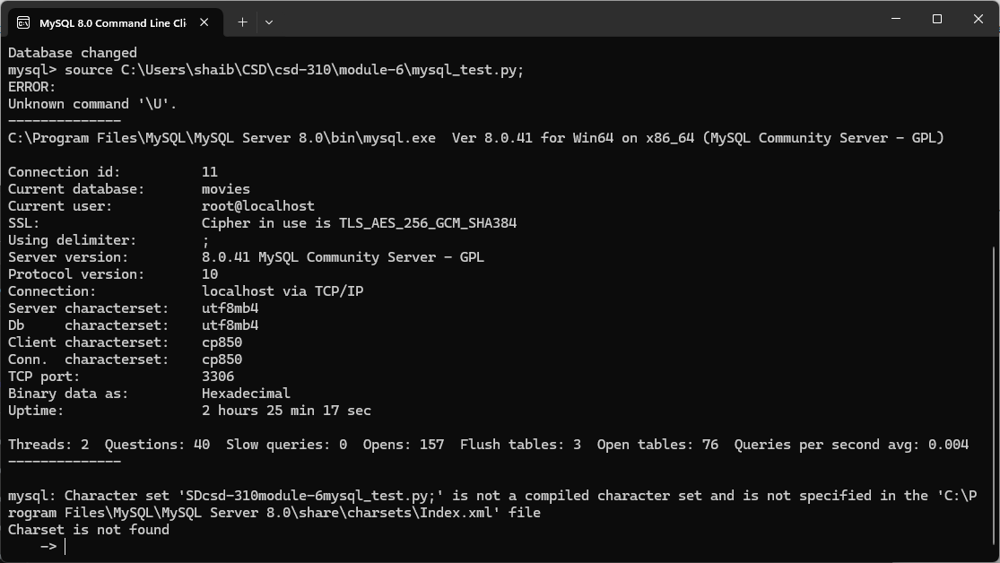 MySQL 8.0 Command Line Cli
Database changed
mysql> source C:\Users\shaib\CSD\csd-310\module-6\mysql_test.py;
ERROR:
Unknown command '\U'.
--------------
C:\Program Files\MySQL\MySQL Server 8.0\bin\mysql.exe  Ver 8.0.41 for Win64 on x86_64 (MySQL Community Server - GPL)
Connection id:          11
Current database:       movies
Current user:           root@localhost
SSL:                    Cipher in use is TLS_AES_256_GCM_SHA384
Using delimiter:        ;
Server version:         8.0.41 MySQL Community Server - GPL
Protocol version:       10
Connection:             localhost via TCP/IP
Server characterset:    utf8mb4
Db     characterset:    utf8mb4
Client characterset:    cp850
Conn.  characterset:    cp850
TCP port:               3306
Binary data as:         Hexadecimal
Uptime:                 2 hours 25 min 17 sec
Threads: 2  Questions: 40  Slow queries: 0  Opens: 157  Flush tables: 3  Open tables: 76  Queries per second avg: 0.004
--------------
mysql: Character set 'SDcsd-310module-6mysql_test.py;' is not a compiled character set and is not specified in the 'C:\P
rogram Files\MySQL\MySQL Server 8.0\share\charsets\Index.xml' file
Charset is not found
    ->